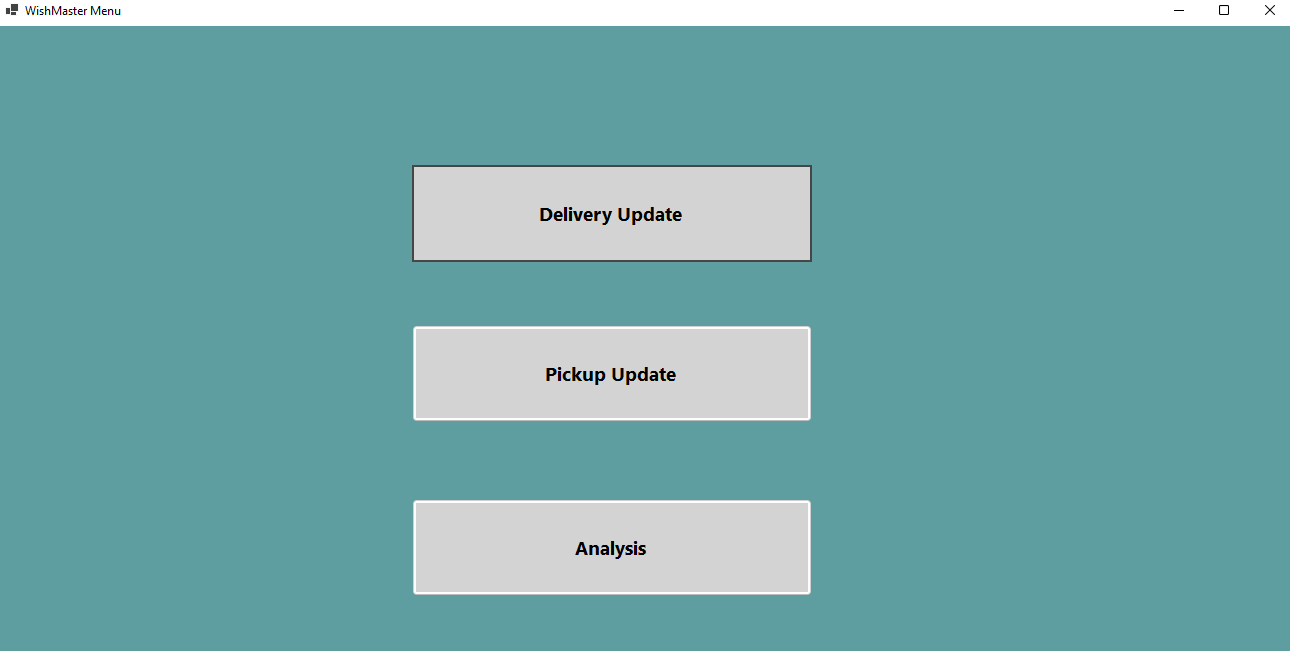 WishMaster Menu
Delivery Update
Pickup Update
Analysis